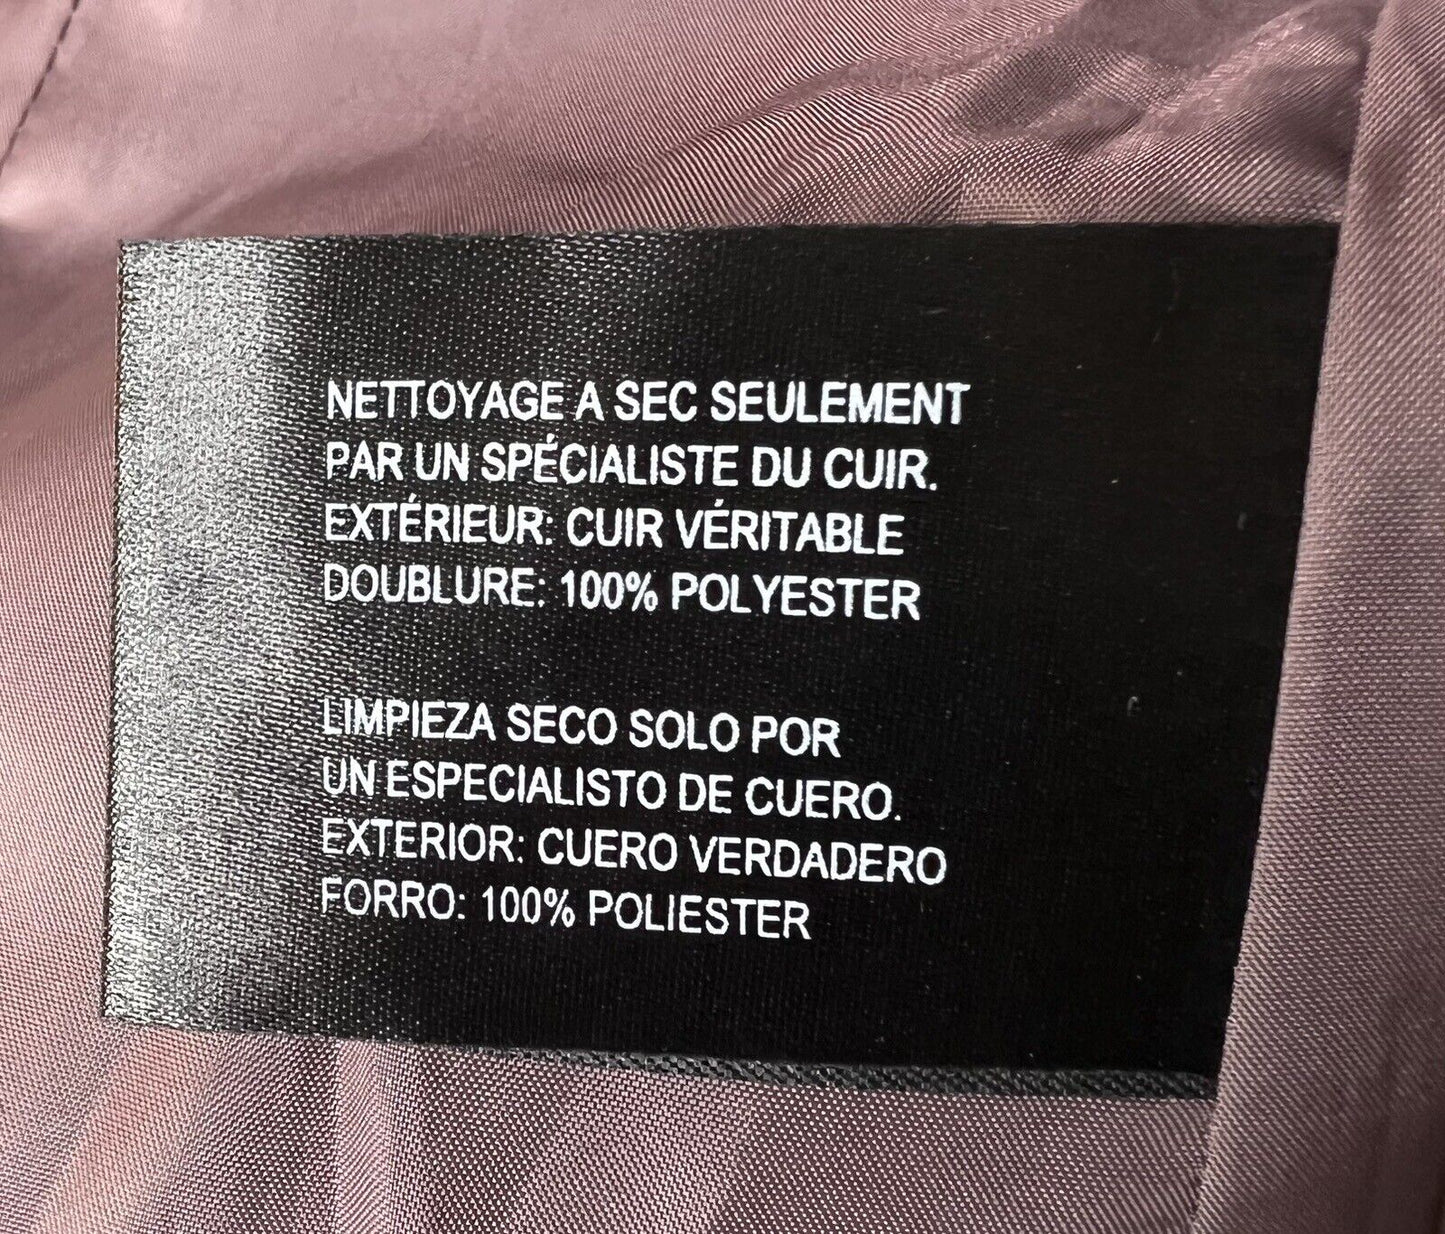 NETTOYAGE A SEC SEULEMENT
PAR UN SPÉCIALISTE DU CUIR.
EXTÉRIEUR: CUIR VÉRITABLE
DOUBLURE: 100% POLYESTER
LIMPIEZA SECO SOLO POR
UN ESPECIALISTO DE CUERO.
EXTERIOR: CUERO VERDADERO
FORRO: 100% POLIESTER